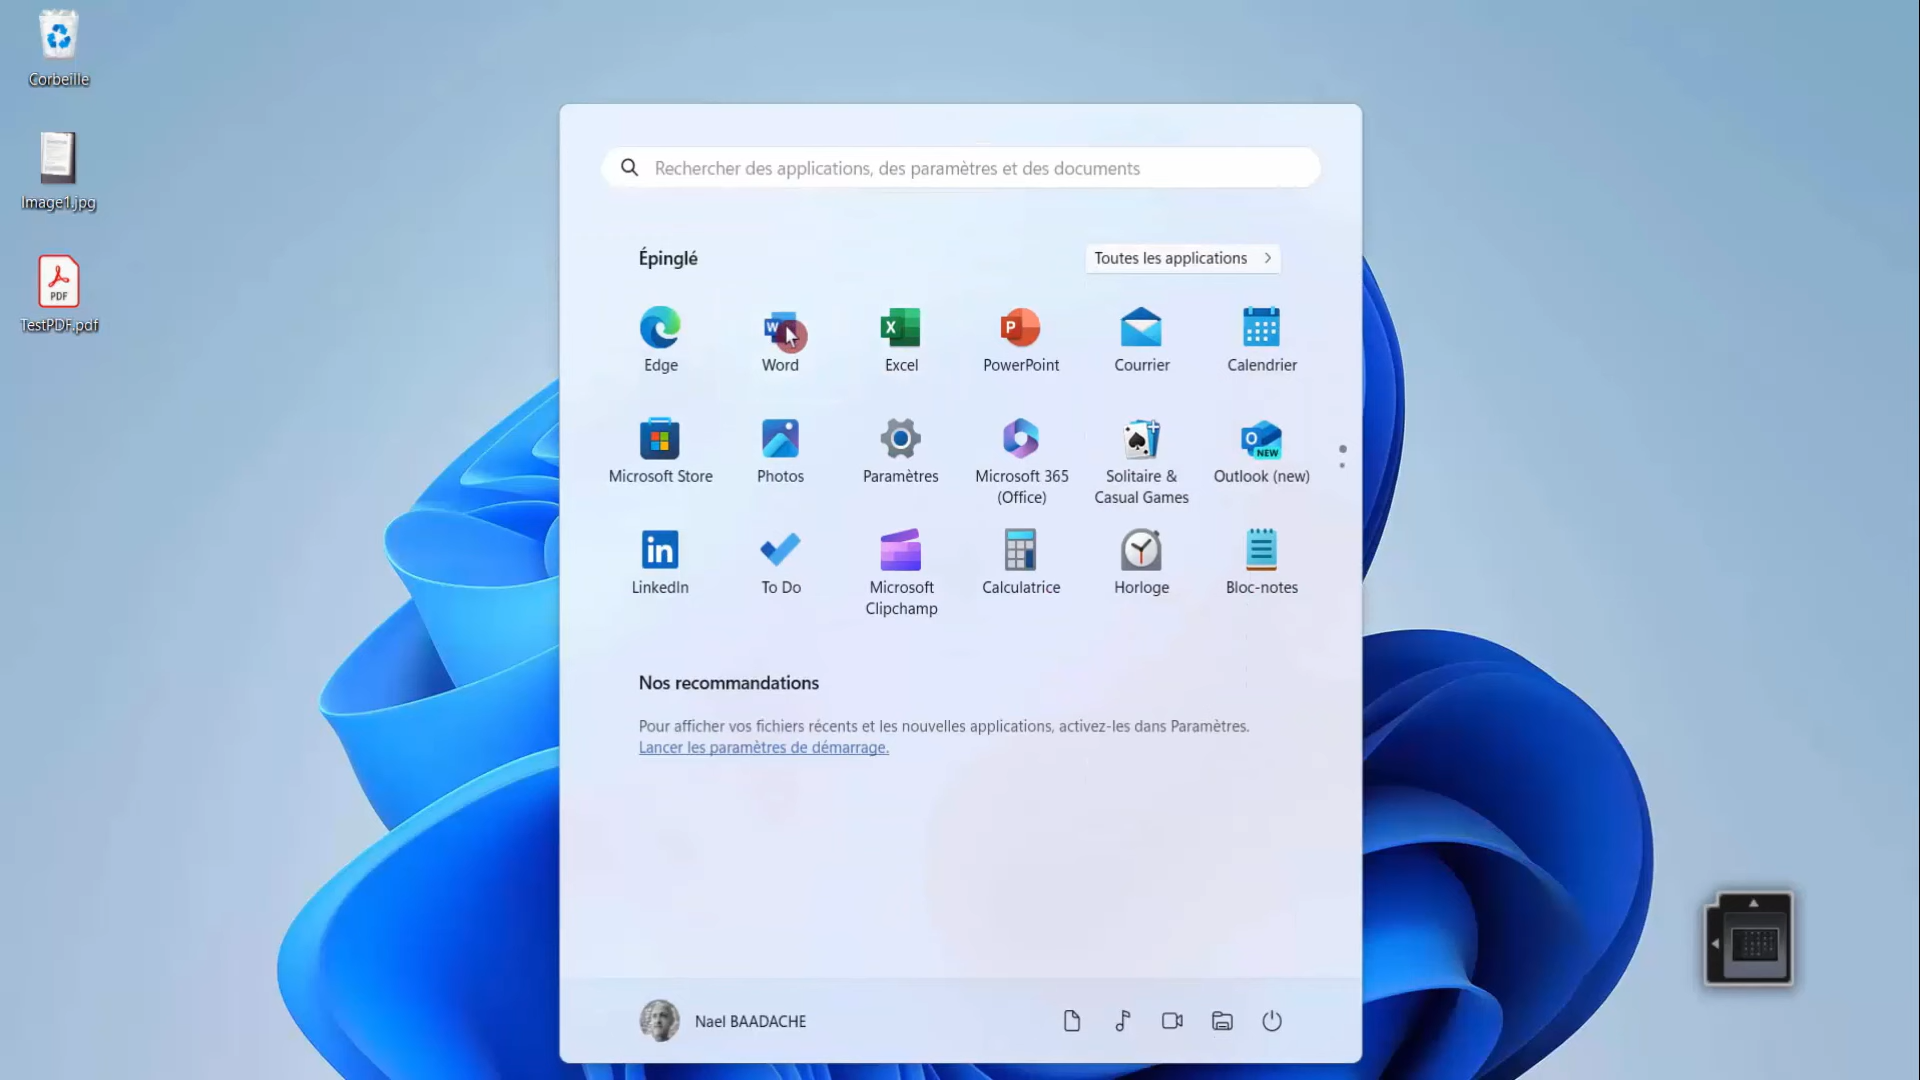 Corbeille
Image1.jpg
PDF
TestPDF.pdf
Rechercher des applications, des paramètres et des documents
Épinglé
Toutes les applications
Edge
W
Word
X
Excel
P
PowerPoint
Courrier
Calendrier
Microsoft Store
Photos
Paramètres
Microsoft 365
(Office)
Solitaire &
Casual Games
O
NEW
Outlook (new)
in
LinkedIn
To Do
Microsoft
Clipchamp
Calculatrice
Horloge
Bloc-notes
Nos recommandations
Pour afficher vos fichiers récents et les nouvelles applications, activez-les dans Paramètres.
Lancer les paramètres de démarrage.
Nael BAADACHE